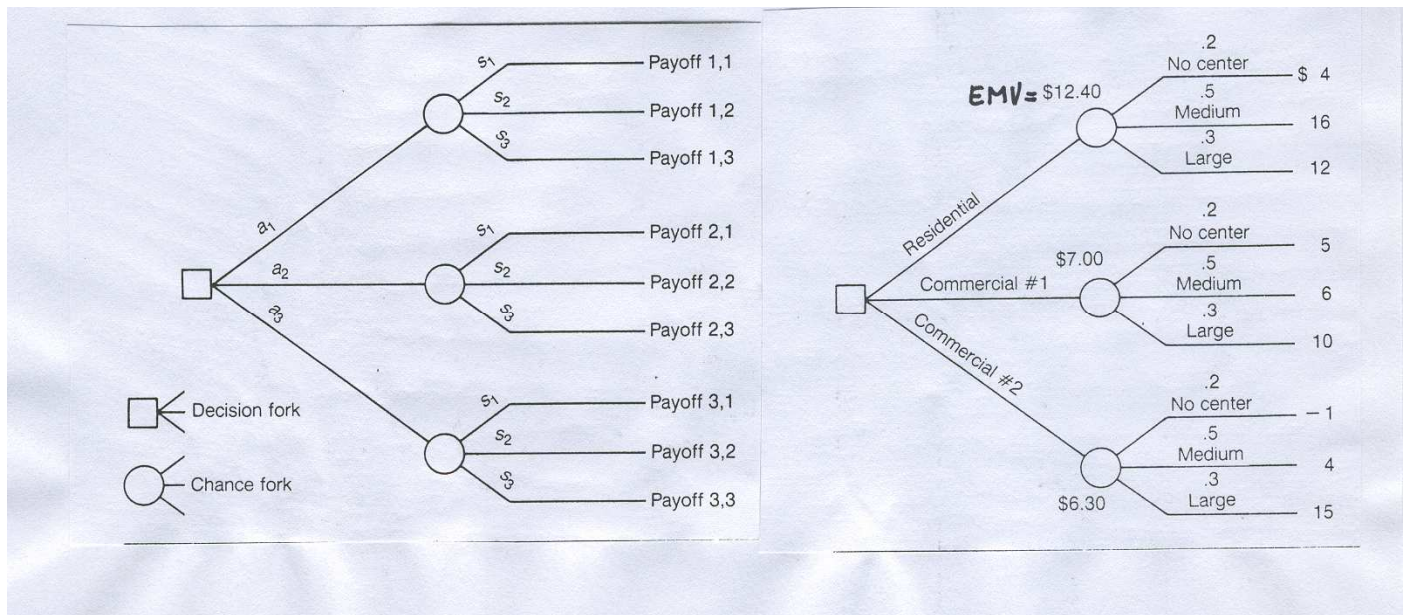 s1
Payoff 1,1
s2
Payoff 1,2
s3
Payoff 1,3
a1
s1
Payoff 2,1
a2
s2
Payoff 2,2
s3
Payoff 2,3
a3
s1
Payoff 3,1
s2
Payoff 3,2
s3
Payoff 3,3
Decision fork
Chance fork
EMV= $12.40
.2
No center
$ 4
.5
Medium
16
.3
Large
12
Residential
$7.00
.2
No center
5
.5
Medium
6
.3
Large
10
Commercial #1
Commercial #2
$6.30
.2
No center
−1
.5
Medium
4
.3
Large
15